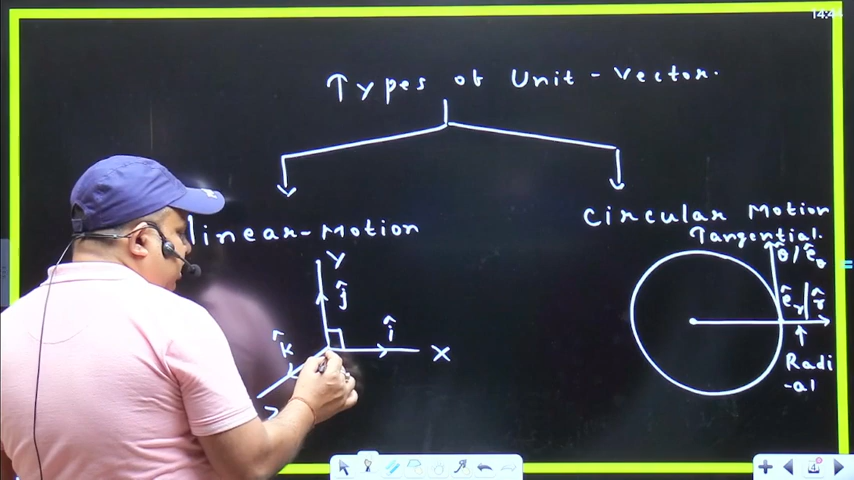 14:44
Types of Unit-Vector.
linear-Motion
Circular Motion
Tangential.
Y
θ̂/ê_θ
ĵ
ê_r/r̂
î
k̂
X
Radi
-al